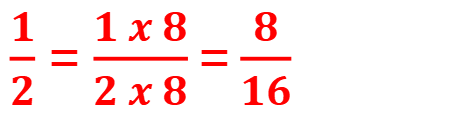 1/2 = 1 x 8/2 x 8 = 8/16